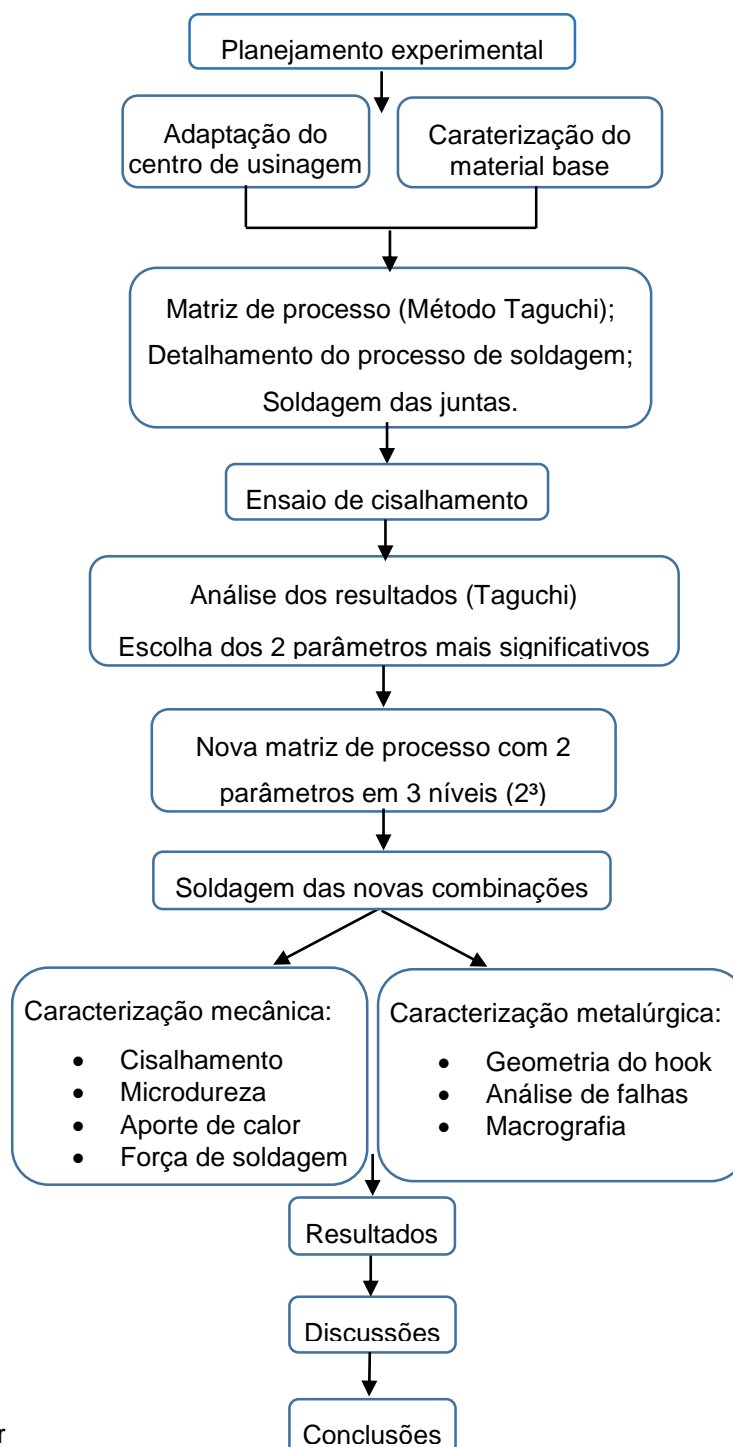 Planejamento experimental
Adaptação do
centro de usinagem
Caraterização do
material base
Matriz de processo (Método Taguchi);
Detalhamento do processo de soldagem;
Soldagem das juntas.
Ensaio de cisalhamento
Análise dos resultados (Taguchi)
Escolha dos 2 parâmetros mais significativos
Nova matriz de processo com 2
parâmetros em 3 níveis (2³)
Soldagem das novas combinações
Caracterização mecânica:
• Cisalhamento
• Microdureza
• Aporte de calor
• Força de soldagem
Caracterização metalúrgica:
• Geometria do hook
• Análise de falhas
• Macrografia
Resultados
Discussões
Conclusões
r